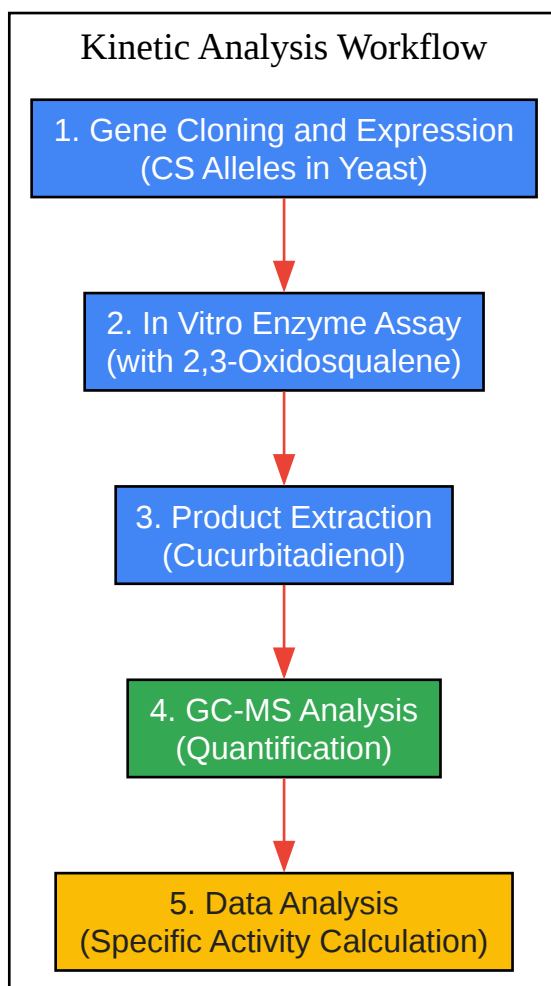 Kinetic Analysis Workflow
1. Gene Cloning and Expression
(CS Alleles in Yeast)
2. In Vitro Enzyme Assay
(with 2,3-Oxidosqualene)
3. Product Extraction
(Cucurbitadienol)
4. GC-MS Analysis
(Quantification)
5. Data Analysis
(Specific Activity Calculation)